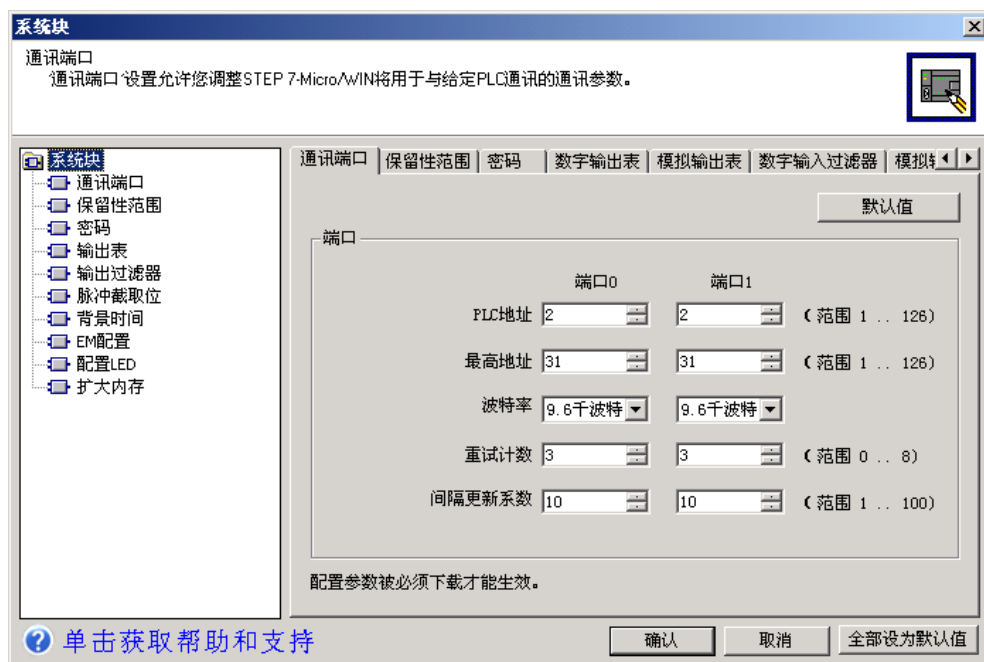 系统块
通讯端口
'通讯端口'设置允许您调整STEP 7-Micro/WIN将用于与给定PLC通讯的通讯参数。
系统块
通讯端口
保留性范围
密码
输出表
输出过滤器
脉冲截取位
背景时间
EM配置
配置LED
扩大内存
通讯端口 保留性范围 密码 数字输出表 模拟输出表 数字输入过滤器 模拟
默认值
端口
端口0 端口1
PLC地址 2 2 (范围 1 .. 126)
最高地址 31 31 (范围 1 .. 126)
波特率 9.6千波特 9.6千波特
重试计数 3 3 (范围 0 .. 8)
间隔更新系数 10 10 (范围 1 .. 100)
配置参数被必须下载才能生效。
单击获取帮助和支持
确认 取消 全部设为默认值